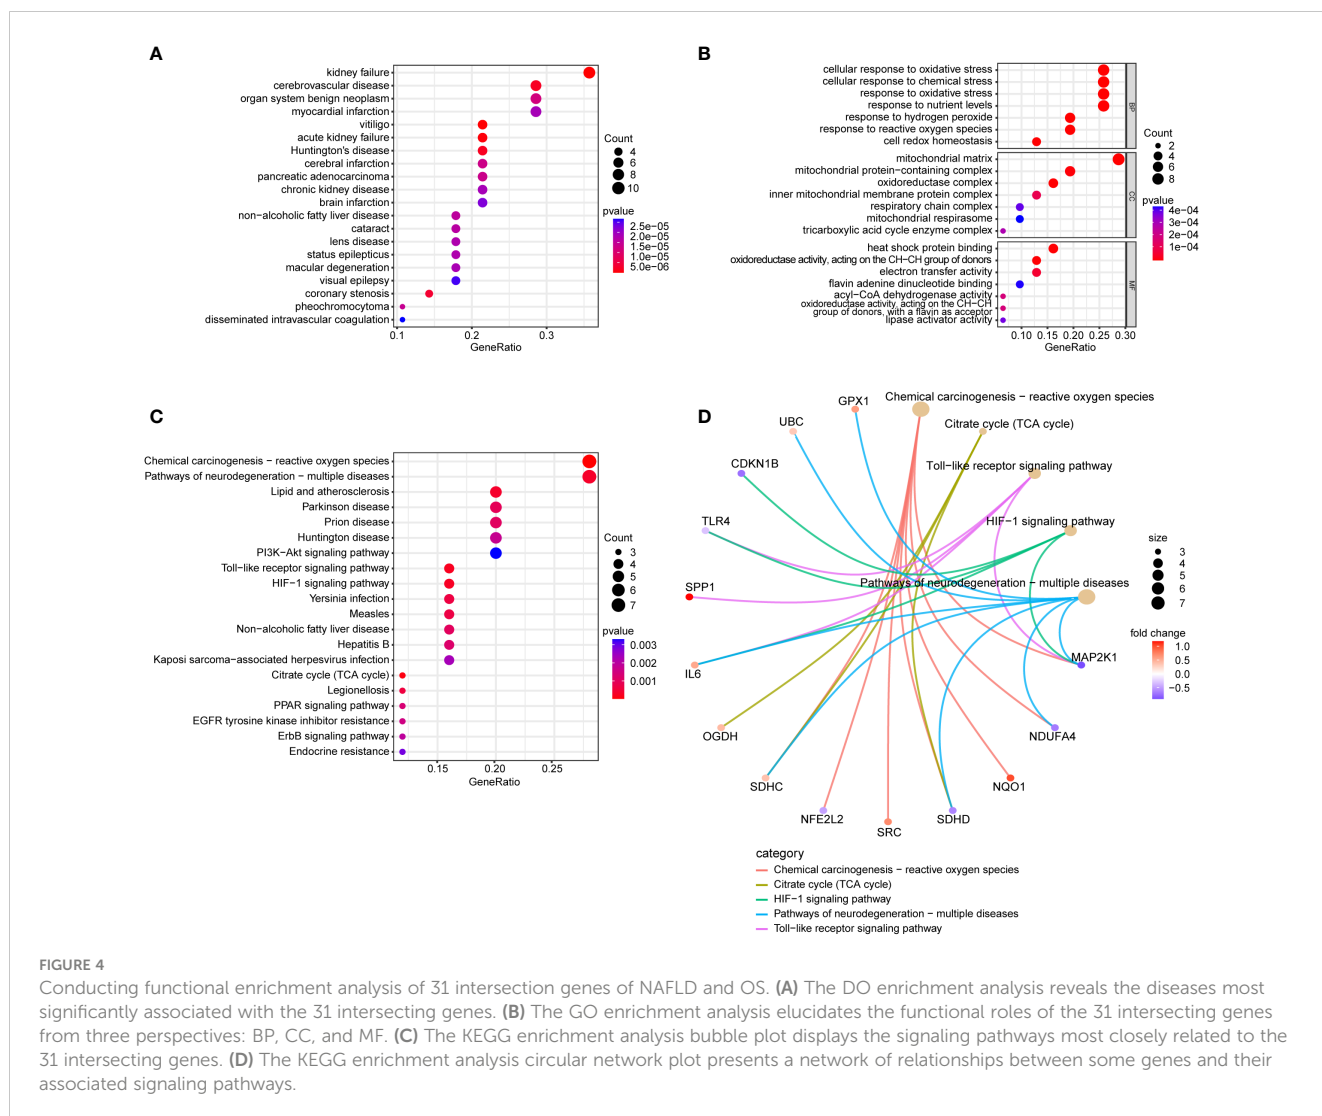 A
kidney failure
cerebrovascular disease
organ system benign neoplasm
myocardial infarction
vitiligo
acute kidney failure
Huntington's disease
cerebral infarction
pancreatic adenocarcinoma
chronic kidney disease
brain infarction
non−alcoholic fatty liver disease
cataract
lens disease
status epilepticus
macular degeneration
visual epilepsy
coronary stenosis
pheochromocytoma
disseminated intravascular coagulation
0.1 0.2 0.3
GeneRatio
Count
4
6
8
10
pvalue
2.5e−05
2.0e−05
1.5e−05
1.0e−05
5.0e−06
B
cellular response to oxidative stress
cellular response to chemical stress
response to oxidative stress
response to nutrient levels
response to hydrogen peroxide
response to reactive oxygen species
cell redox homeostasis
BP
mitochondrial matrix
mitochondrial protein−containing complex
oxidoreductase complex
inner mitochondrial membrane protein complex
respiratory chain complex
mitochondrial respirasome
tricarboxylic acid cycle enzyme complex
CC
heat shock protein binding
oxidoreductase activity, acting on the CH−CH group of donors
electron transfer activity
flavin adenine dinucleotide binding
acyl−CoA dehydrogenase activity
oxidoreductase activity, acting on the CH−CH
group of donors, with a flavin as acceptor
lipase activator activity
MF
0.10 0.15 0.20 0.25 0.30
GeneRatio
Count
2
4
6
8
pvalue
4e−04
3e−04
2e−04
1e−04
C
Chemical carcinogenesis − reactive oxygen species
Pathways of neurodegeneration − multiple diseases
Lipid and atherosclerosis
Parkinson disease
Prion disease
Huntington disease
PI3K−Akt signaling pathway
Toll−like receptor signaling pathway
HIF−1 signaling pathway
Yersinia infection
Measles
Non−alcoholic fatty liver disease
Hepatitis B
Kaposi sarcoma−associated herpesvirus infection
Citrate cycle (TCA cycle)
Legionellosis
PPAR signaling pathway
EGFR tyrosine kinase inhibitor resistance
ErbB signaling pathway
Endocrine resistance
0.15 0.20 0.25
GeneRatio
Count
3
4
5
6
7
pvalue
0.003
0.002
0.001
D
Chemical carcinogenesis − reactive oxygen species
Citrate cycle (TCA cycle)
Toll−like receptor signaling pathway
HIF−1 signaling pathway
Pathways of neurodegeneration − multiple diseases
GPX1
UBC
CDKN1B
TLR4
SPP1
IL6
OGDH
SDHC
NFE2L2
SRC
SDHD
NQO1
NDUFA4
MAP2K1
size
3
4
5
6
7
fold change
1.0
0.5
0.0
−0.5
category
Chemical carcinogenesis − reactive oxygen species
Citrate cycle (TCA cycle)
HIF−1 signaling pathway
Pathways of neurodegeneration − multiple diseases
Toll−like receptor signaling pathway
FIGURE 4
Conducting functional enrichment analysis of 31 intersection genes of NAFLD and OS. (A) The DO enrichment analysis reveals the diseases most
significantly associated with the 31 intersecting genes. (B) The GO enrichment analysis elucidates the functional roles of the 31 intersecting genes
from three perspectives: BP, CC, and MF. (C) The KEGG enrichment analysis bubble plot displays the signaling pathways most closely related to the
31 intersecting genes. (D) The KEGG enrichment analysis circular network plot presents a network of relationships between some genes and their
associated signaling pathways.